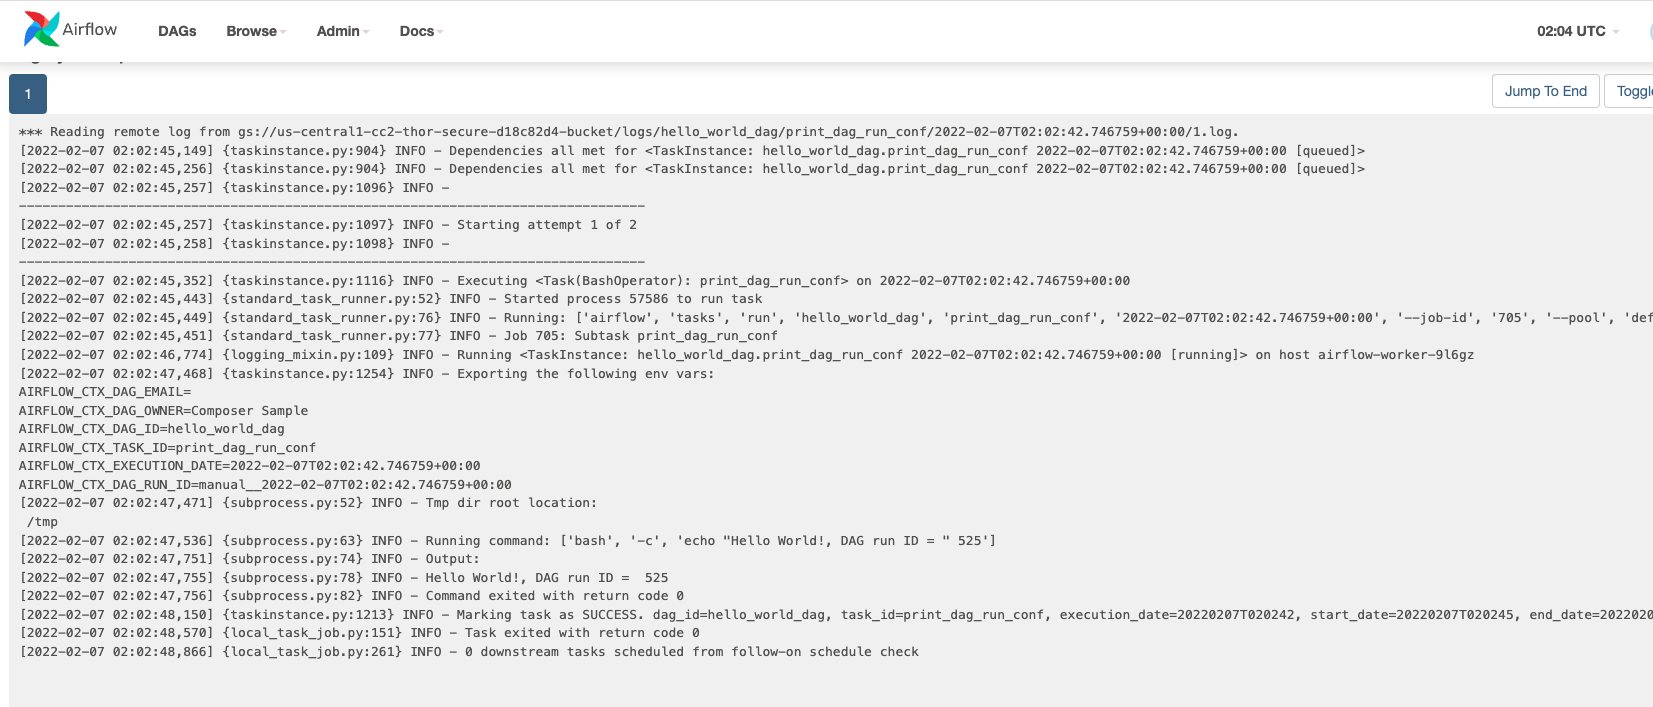 Airflow DAGs Browse Admin Docs 02:04 UTC
1 Jump To End
*** Reading remote log from gs://us-central1-cc2-thor-secure-d18c82d4-bucket/logs/hello_world_dag/print_dag_run_conf/2022-02-07T02:02:42.746759+00:00/1.log.
[2022-02-07 02:02:45,149] {taskinstance.py:904} INFO - Dependencies all met for <TaskInstance: hello_world_dag.print_dag_run_conf 2022-02-07T02:02:42.746759+00:00 [queued]>
[2022-02-07 02:02:45,256] {taskinstance.py:904} INFO - Dependencies all met for <TaskInstance: hello_world_dag.print_dag_run_conf 2022-02-07T02:02:42.746759+00:00 [queued]>
[2022-02-07 02:02:45,257] {taskinstance.py:1096} INFO -
--------------------------------------------------------------------------------
[2022-02-07 02:02:45,257] {taskinstance.py:1097} INFO - Starting attempt 1 of 2
[2022-02-07 02:02:45,258] {taskinstance.py:1098} INFO -
--------------------------------------------------------------------------------
[2022-02-07 02:02:45,352] {taskinstance.py:1116} INFO - Executing <Task(BashOperator): print_dag_run_conf> on 2022-02-07T02:02:42.746759+00:00
[2022-02-07 02:02:45,443] {standard_task_runner.py:52} INFO - Started process 57586 to run task
[2022-02-07 02:02:45,449] {standard_task_runner.py:76} INFO - Running: ['airflow', 'tasks', 'run', 'hello_world_dag', 'print_dag_run_conf', '2022-02-07T02:02:42.746759+00:00', '--job-id', '705', '--pool', 'def
[2022-02-07 02:02:45,451] {standard_task_runner.py:77} INFO - Job 705: Subtask print_dag_run_conf
[2022-02-07 02:02:46,774] {logging_mixin.py:109} INFO - Running <TaskInstance: hello_world_dag.print_dag_run_conf 2022-02-07T02:02:42.746759+00:00 [running]> on host airflow-worker-9l6gz
[2022-02-07 02:02:47,468] {taskinstance.py:1254} INFO - Exporting the following env vars:
AIRFLOW_CTX_DAG_EMAIL=
AIRFLOW_CTX_DAG_OWNER=Composer Sample
AIRFLOW_CTX_DAG_ID=hello_world_dag
AIRFLOW_CTX_TASK_ID=print_dag_run_conf
AIRFLOW_CTX_EXECUTION_DATE=2022-02-07T02:02:42.746759+00:00
AIRFLOW_CTX_DAG_RUN_ID=manual__2022-02-07T02:02:42.746759+00:00
[2022-02-07 02:02:47,471] {subprocess.py:52} INFO - Tmp dir root location:
/tmp
[2022-02-07 02:02:47,536] {subprocess.py:63} INFO - Running command: ['bash', '-c', 'echo "Hello World!, DAG run ID = " 525']
[2022-02-07 02:02:47,751] {subprocess.py:74} INFO - Output:
[2022-02-07 02:02:47,755] {subprocess.py:78} INFO - Hello World!, DAG run ID =  525
[2022-02-07 02:02:47,756] {subprocess.py:82} INFO - Command exited with return code 0
[2022-02-07 02:02:48,150] {taskinstance.py:1213} INFO - Marking task as SUCCESS. dag_id=hello_world_dag, task_id=print_dag_run_conf, execution_date=20220207T020242, start_date=20220207T020245, end_date=202202
[2022-02-07 02:02:48,570] {local_task_job.py:151} INFO - Task exited with return code 0
[2022-02-07 02:02:48,866] {local_task_job.py:261} INFO - 0 downstream tasks scheduled from follow-on schedule check